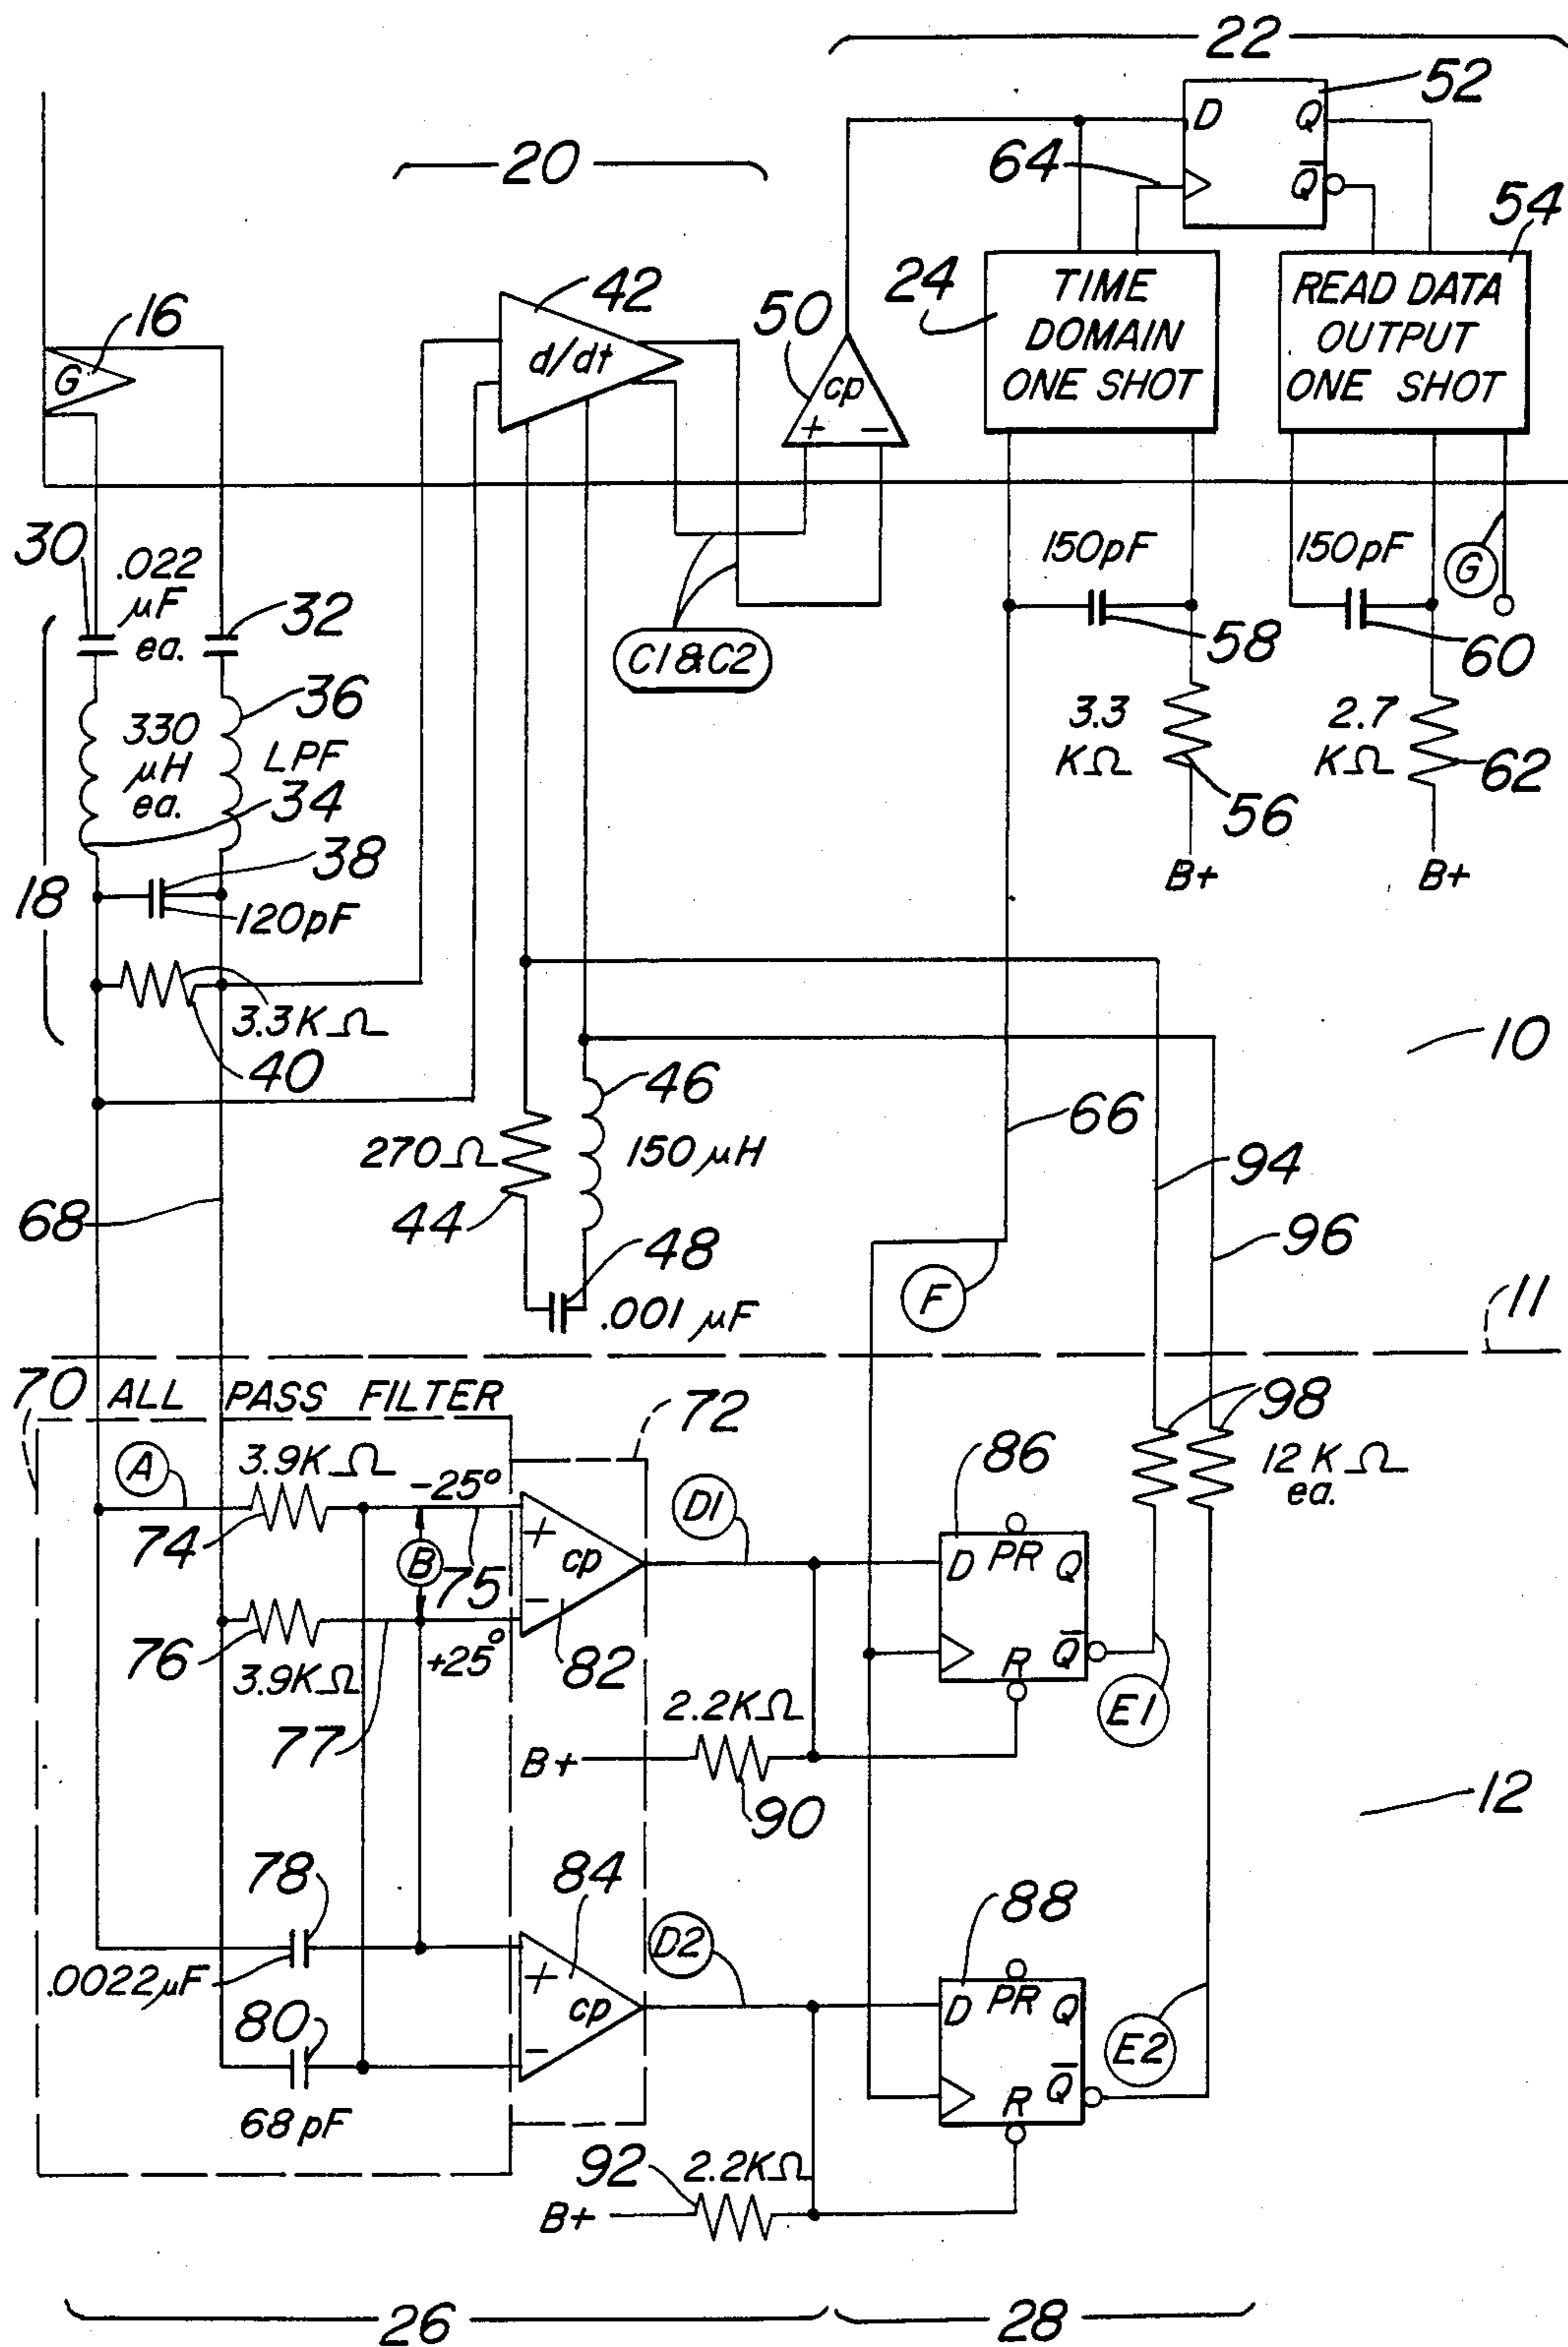 22
52
D Q
Q̄
64
20
54
42
24
TIME
DOMAIN
ONE SHOT
READ DATA
OUTPUT
ONE SHOT
16
G
d/dt
50
cp
+ −
30
.022
μF
ea.
32
150pF
150pF
G
C1&C2
58
60
36
330
μH
ea.
LPF
34
3.3
KΩ
2.7
KΩ
62
56
38
18
120pF
B+
B+
3.3KΩ
40
10
46
66
270Ω
150μH
94
44
68
48
96
F
.001 μF
11
70
ALL PASS FILTER
72
98
A
3.9KΩ
−25°
86
12 KΩ
ea.
74
D1
+
cp
B
75
−
D PR Q
76
+25°
82
R Q̄
3.9KΩ
2.2KΩ
E1
77
B+
90
12
78
84
88
D2
.0022μF
+
cp
D PR Q
80
−
E2
R Q̄
68pF
92
2.2KΩ
B+
26
28